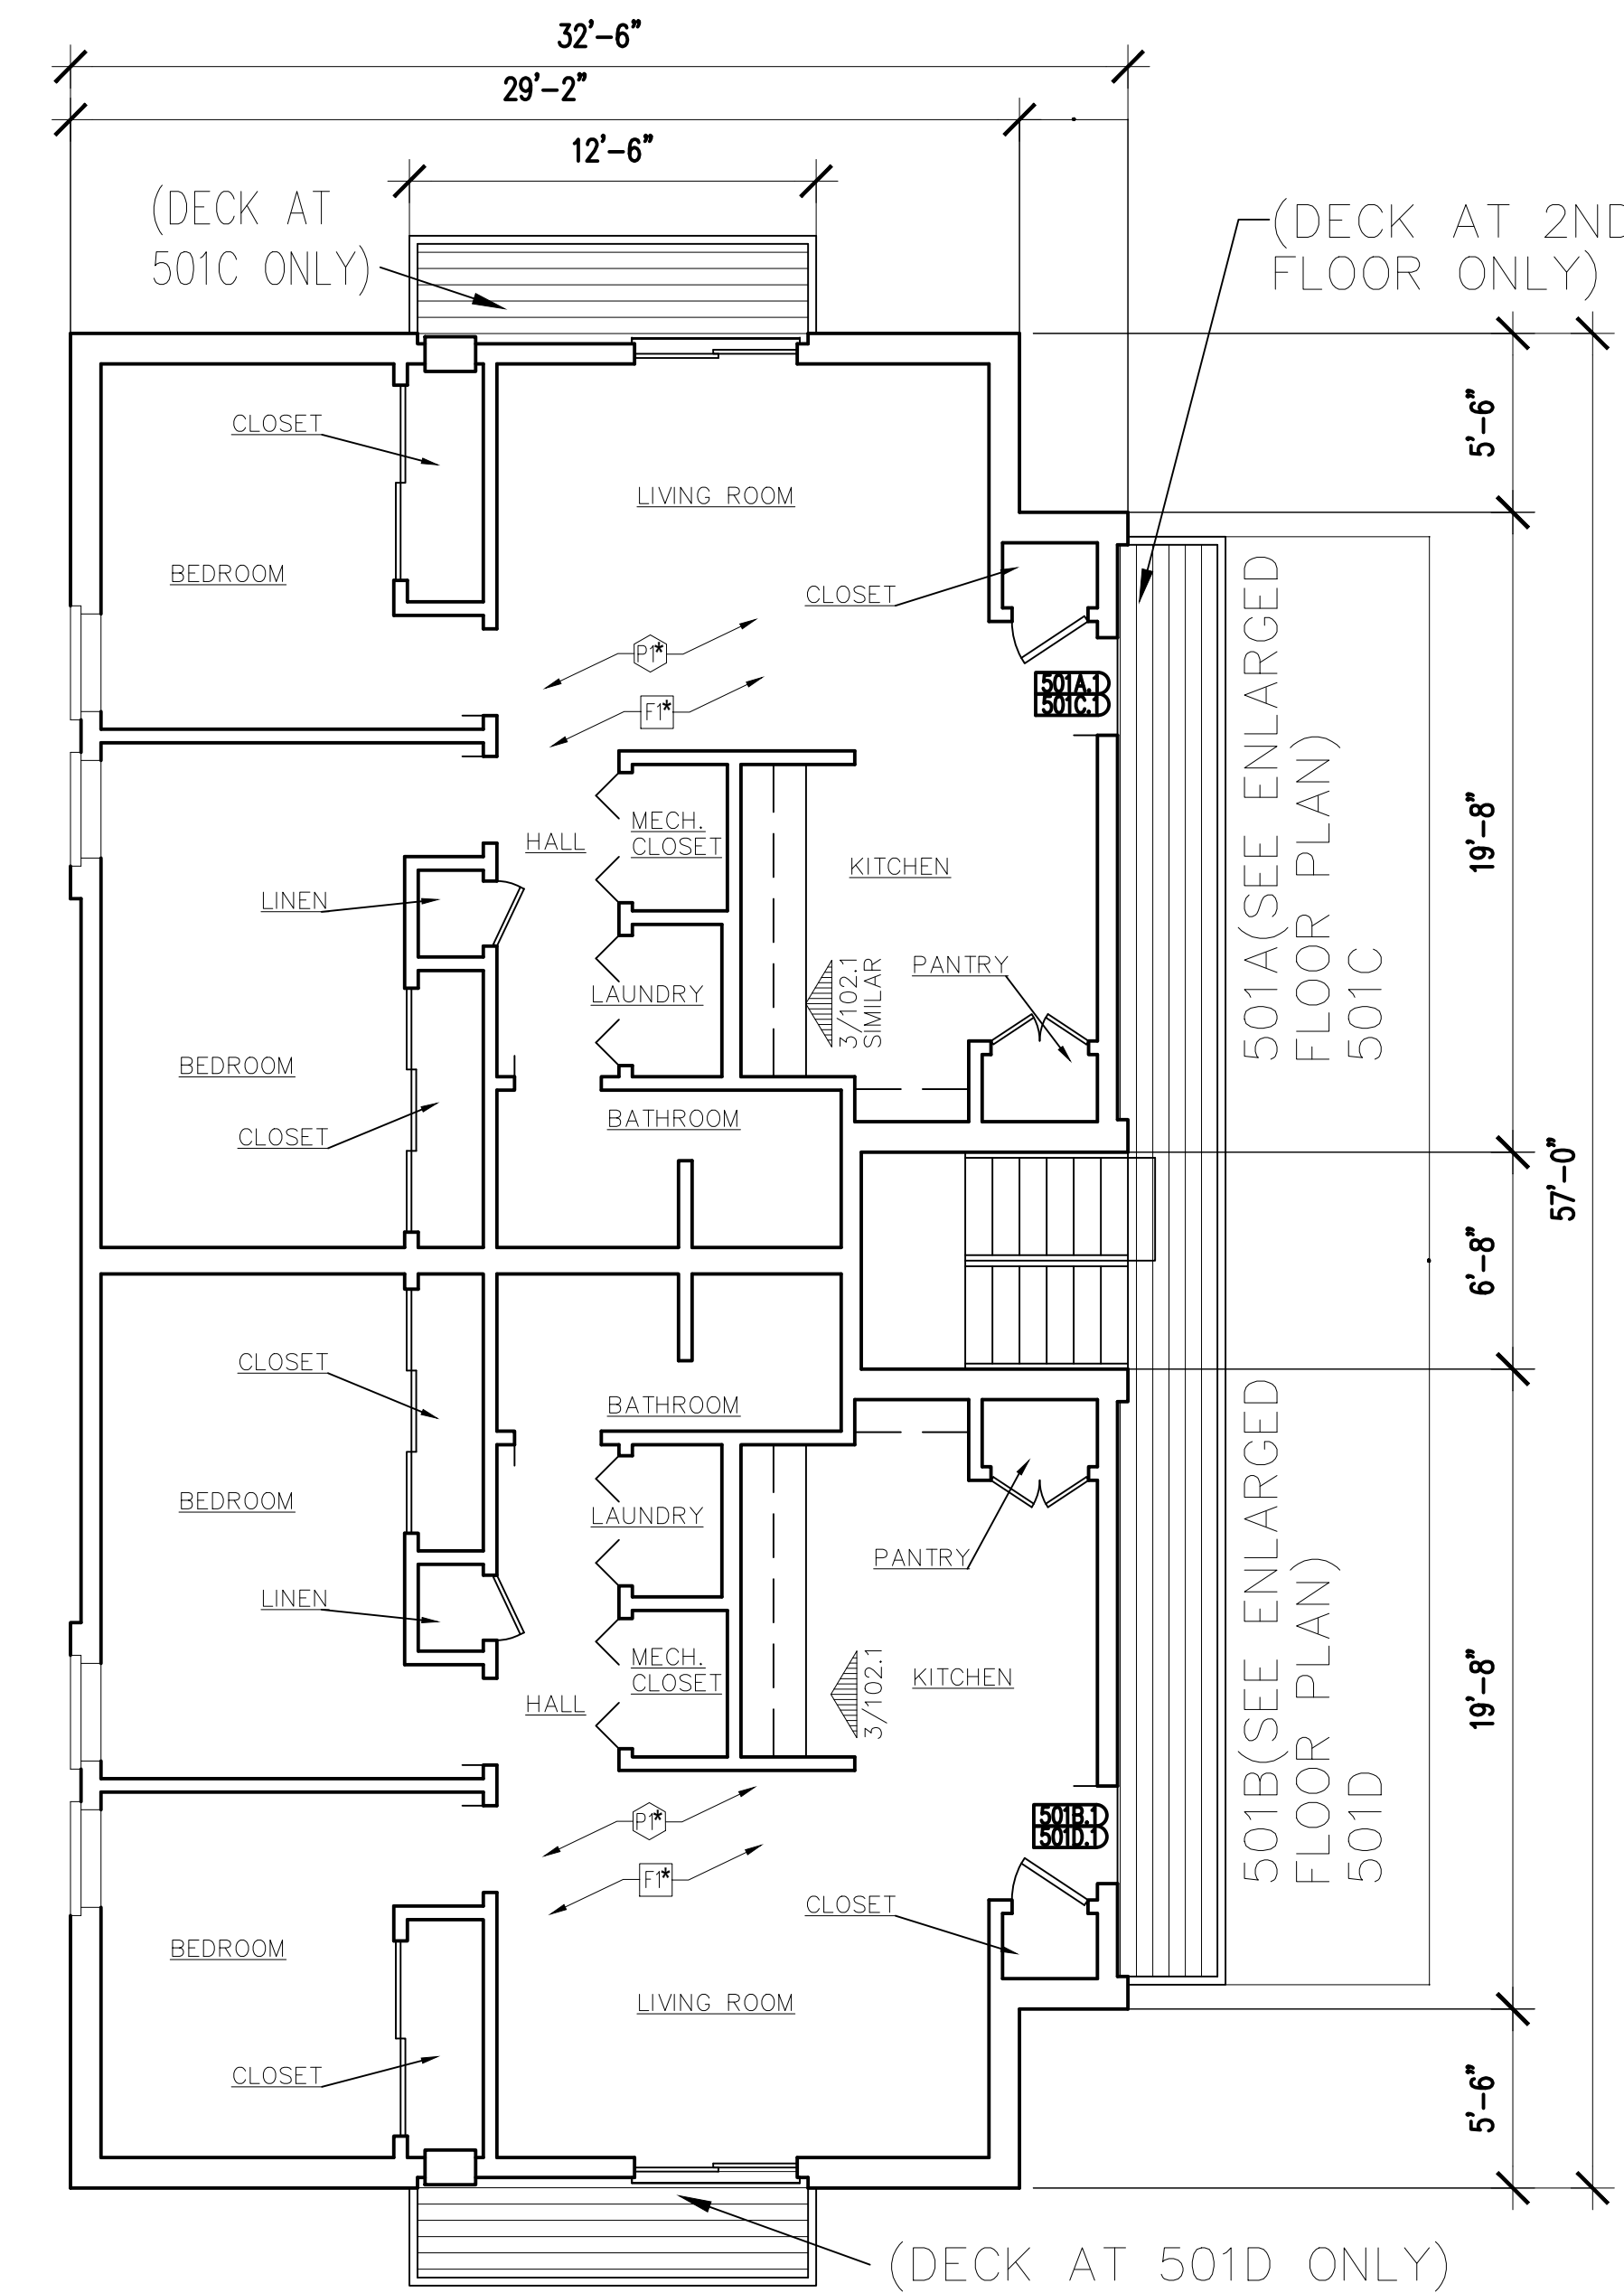 32'-6"
29'-2"
12'-6"
(DECK AT
501C ONLY)
(DECK AT 2ND
FLOOR ONLY)
5'-6"
CLOSET
LIVING ROOM
BEDROOM
CLOSET
P1*
F1*
501A.1
501C.1
501A(SEE ENLARGED
FLOOR PLAN)
501C
19'-8"
MECH.
CLOSET
HALL
KITCHEN
LINEN
LAUNDRY
3/102.1
SIMILAR
PANTRY
BEDROOM
CLOSET
BATHROOM
57'-0"
6'-8"
CLOSET
BATHROOM
BEDROOM
LAUNDRY
PANTRY
LINEN
MECH.
CLOSET
HALL
3/102.1
KITCHEN
501B(SEE ENLARGED
FLOOR PLAN)
501D
19'-8"
P1*
F1*
501B.1
501D.1
CLOSET
BEDROOM
LIVING ROOM
CLOSET
5'-6"
(DECK AT 501D ONLY)